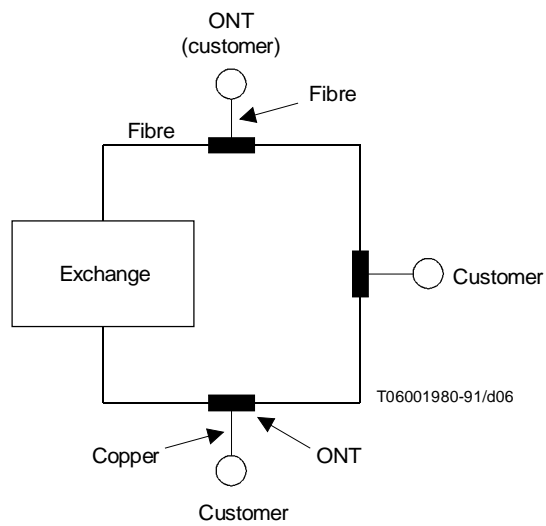 ONT
(customer)
Fibre
Fibre
Exchange
Customer
T06001980-91/d06
Copper
ONT
Customer